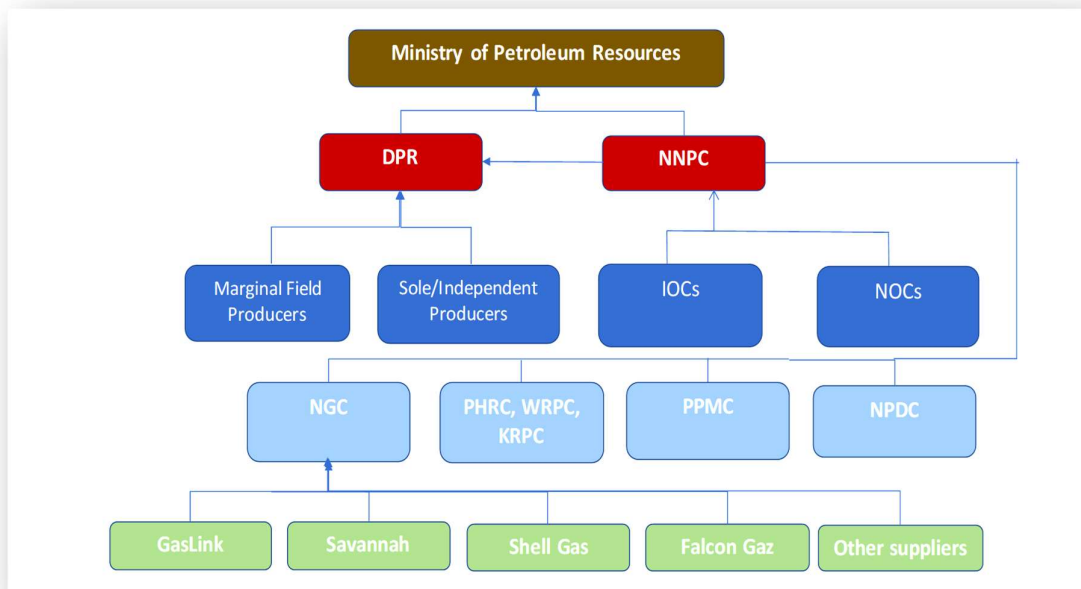 Ministry of Petroleum Resources
DPR
NNPC
Marginal Field
Producers
Sole/Independent
Producers
IOCs
NOCs
NGC
PHRC, WRPC,
KRPC
PPMC
NPDC
GasLink
Savannah
Shell Gas
Falcon Gaz
Other suppliers